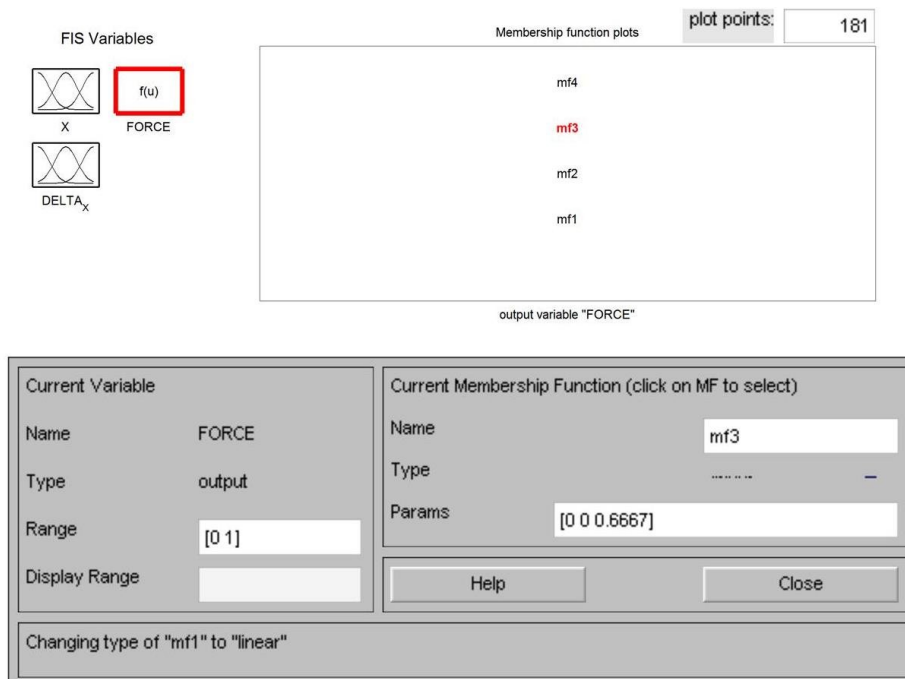 FIS Variables
f(u)
X
FORCE
DELTA_X
Membership function plots
plot points:
181
mf4
mf3
mf2
mf1
output variable "FORCE"
Current Variable
Name
FORCE
Type
output
Range
[0 1]
Display Range
Current Membership Function (click on MF to select)
Name
mf3
Type
Params
[0 0 0.6667]
Help
Close
Changing type of "mf1" to "linear"